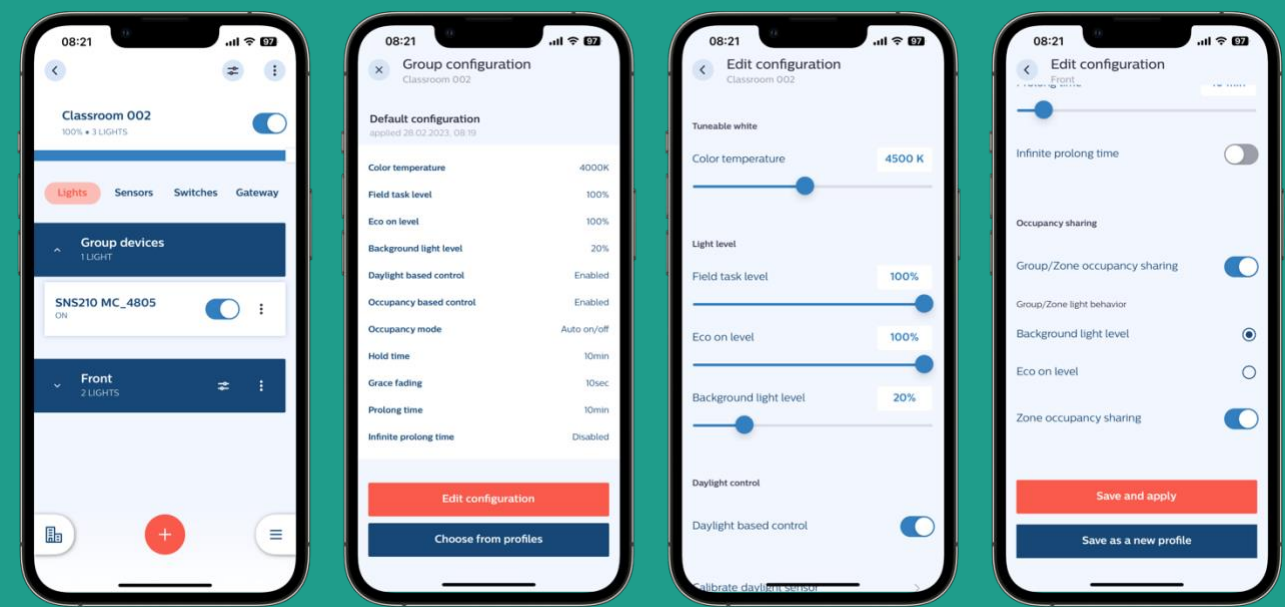 08:21
97
Classroom 002
100% • 3 LIGHTS
Lights Sensors Switches Gateway
Group devices
1 LIGHT
SNS210 MC_4805
ON
Front
2 LIGHTS
08:21
97
Group configuration
Classroom 002
Default configuration
applied 28.02.2023, 08:19
Color temperature 4000K
Field task level 100%
Eco on level 100%
Background light level 20%
Daylight based control Enabled
Occupancy based control Enabled
Occupancy mode Auto on/off
Hold time 10min
Grace fading 10sec
Prolong time 10min
Infinite prolong time Disabled
Edit configuration
Choose from profiles
08:21
97
Edit configuration
Classroom 002
Tuneable white
Color temperature 4500 K
Light level
Field task level 100%
Eco on level 100%
Background light level 20%
Daylight control
Daylight based control
Calibrate daylight sensor
08:21
97
Edit configuration
Front
Prolong time 10 min
Infinite prolong time
Occupancy sharing
Group/Zone occupancy sharing
Group/Zone light behavior
Background light level
Eco on level
Zone occupancy sharing
Save and apply
Save as a new profile